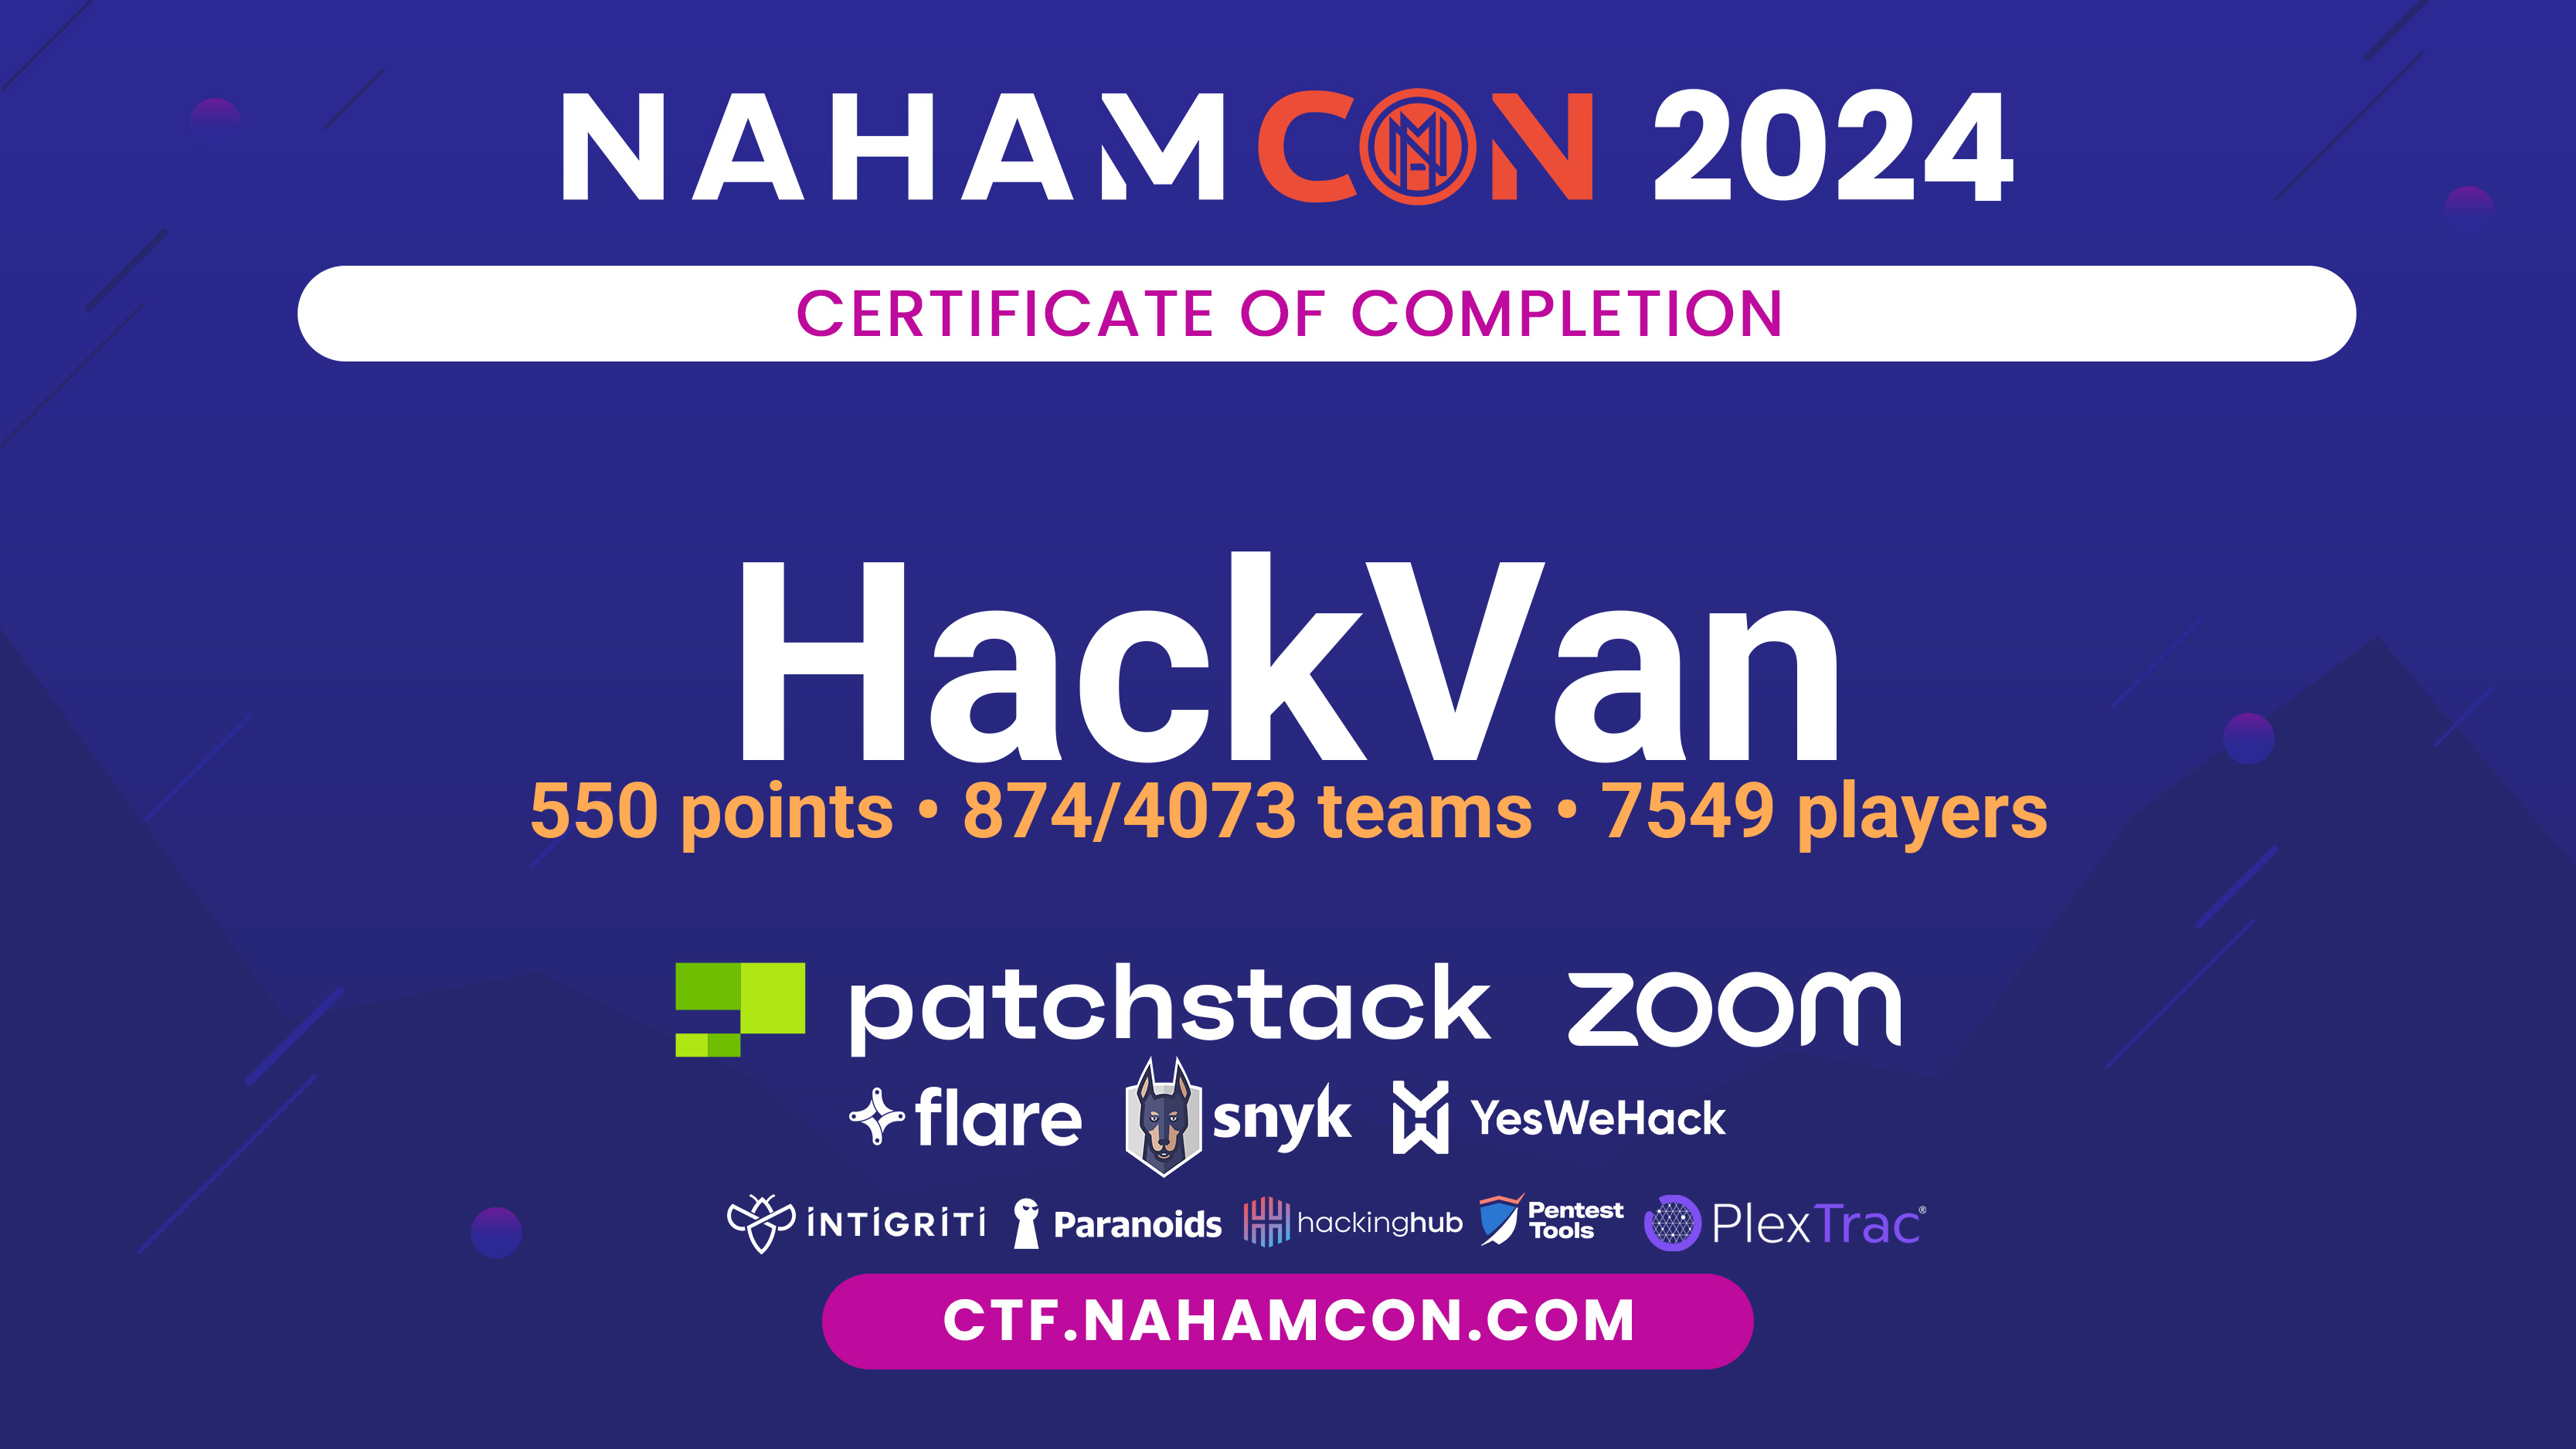 NAHAMCON 2024
CERTIFICATE OF COMPLETION
HackVan
550 points • 874/4073 teams • 7549 players
patchstack zoom
flare snyk YesWeHack
INTIGRITI Paranoids hackinghub Pentest Tools PlexTrac®
CTF.NAHAMCON.COM